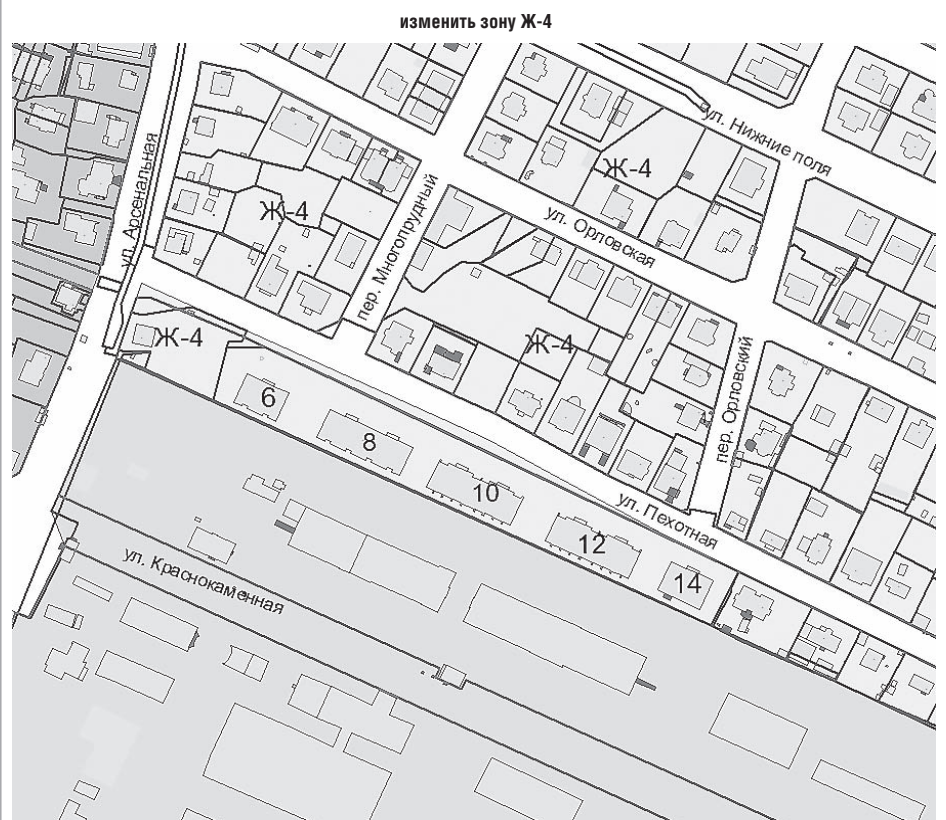 изменить зону Ж-4
ул. Нижние поля
ул. Арсенальная
Ж-4
Ж-4
ул. Орловская
пер. Многопрудный
Ж-4
Ж-4
пер. Орловский
6
8
10
ул. Пехотная
12
14
ул. Краснокаменная